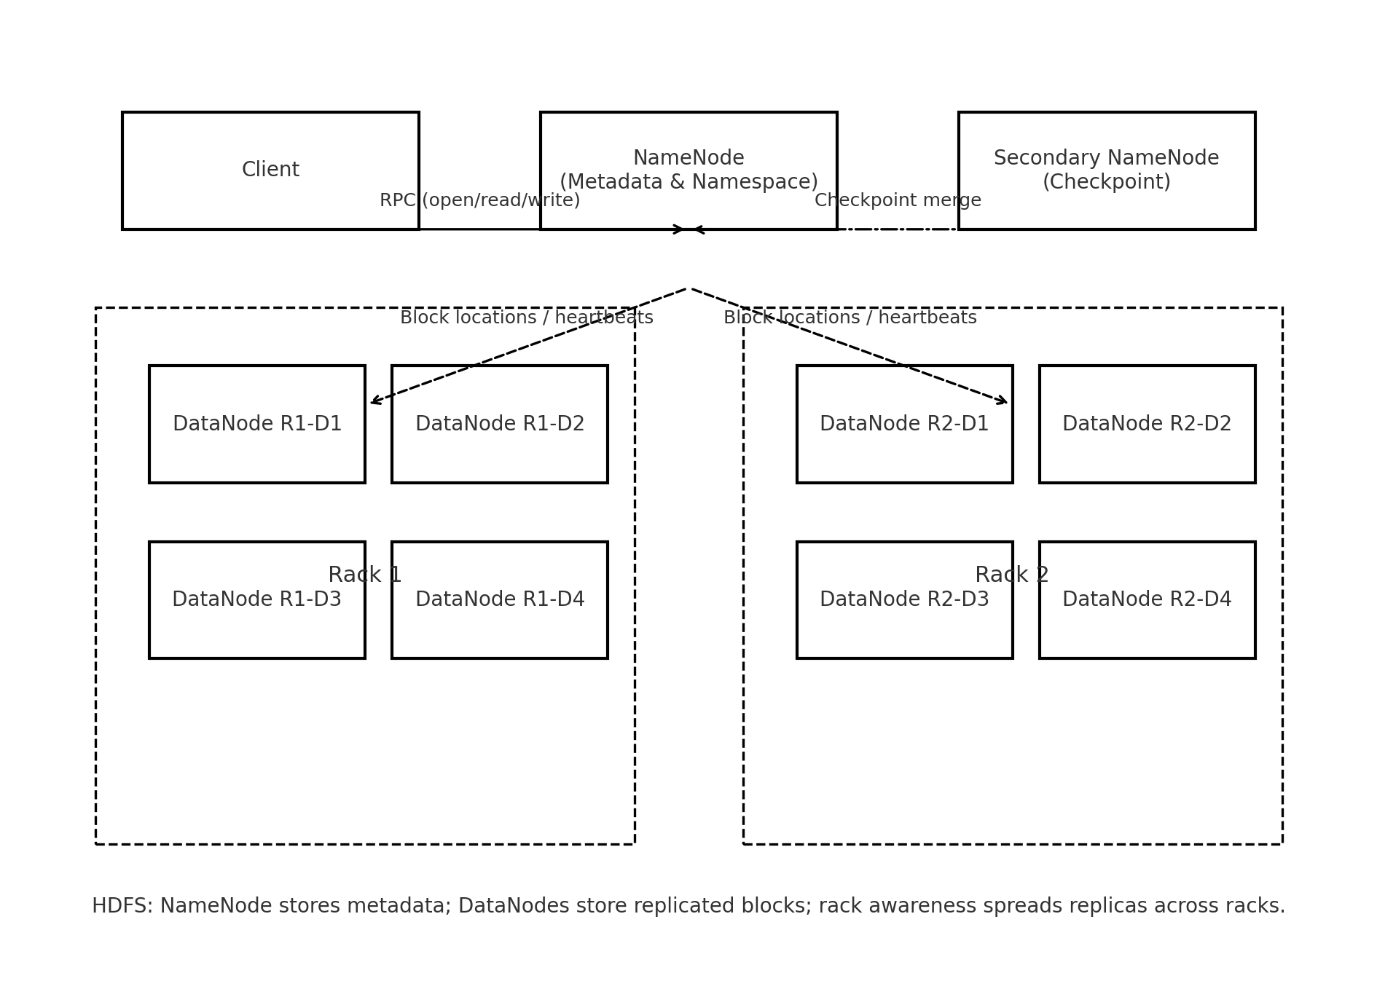 Client
NameNode
(Metadata & Namespace)
Secondary NameNode
(Checkpoint)
RPC (open/read/write)
Checkpoint merge
Block locations / heartbeats
Block locations / heartbeats
DataNode R1-D1
DataNode R1-D2
DataNode R2-D1
DataNode R2-D2
Rack 1
Rack 2
DataNode R1-D3
DataNode R1-D4
DataNode R2-D3
DataNode R2-D4
HDFS: NameNode stores metadata; DataNodes store replicated blocks; rack awareness spreads replicas across racks.